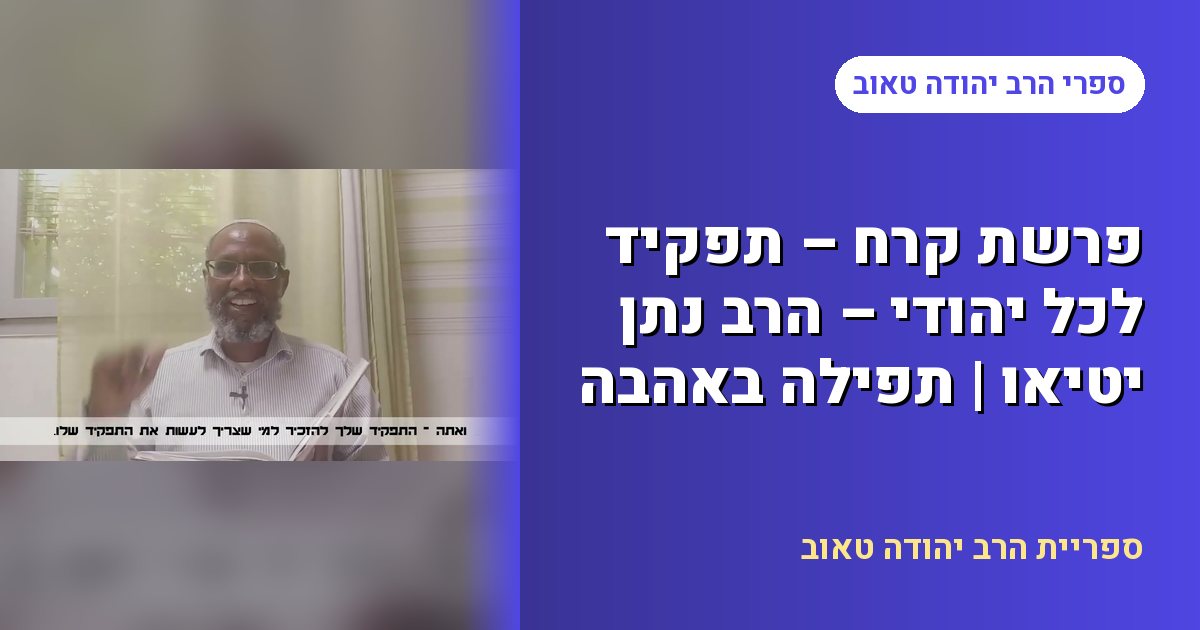 ספרי הרב יהודה טאוב
פרשת קרח – תפקיד
לכל יהודי – הרב נתן
יטיאו | תפילה באהבה
ואתה - התפקיד שלך להזכיר למי שצריך לעשות את התפקיד שלו.
ספריית הרב יהודה טאוב